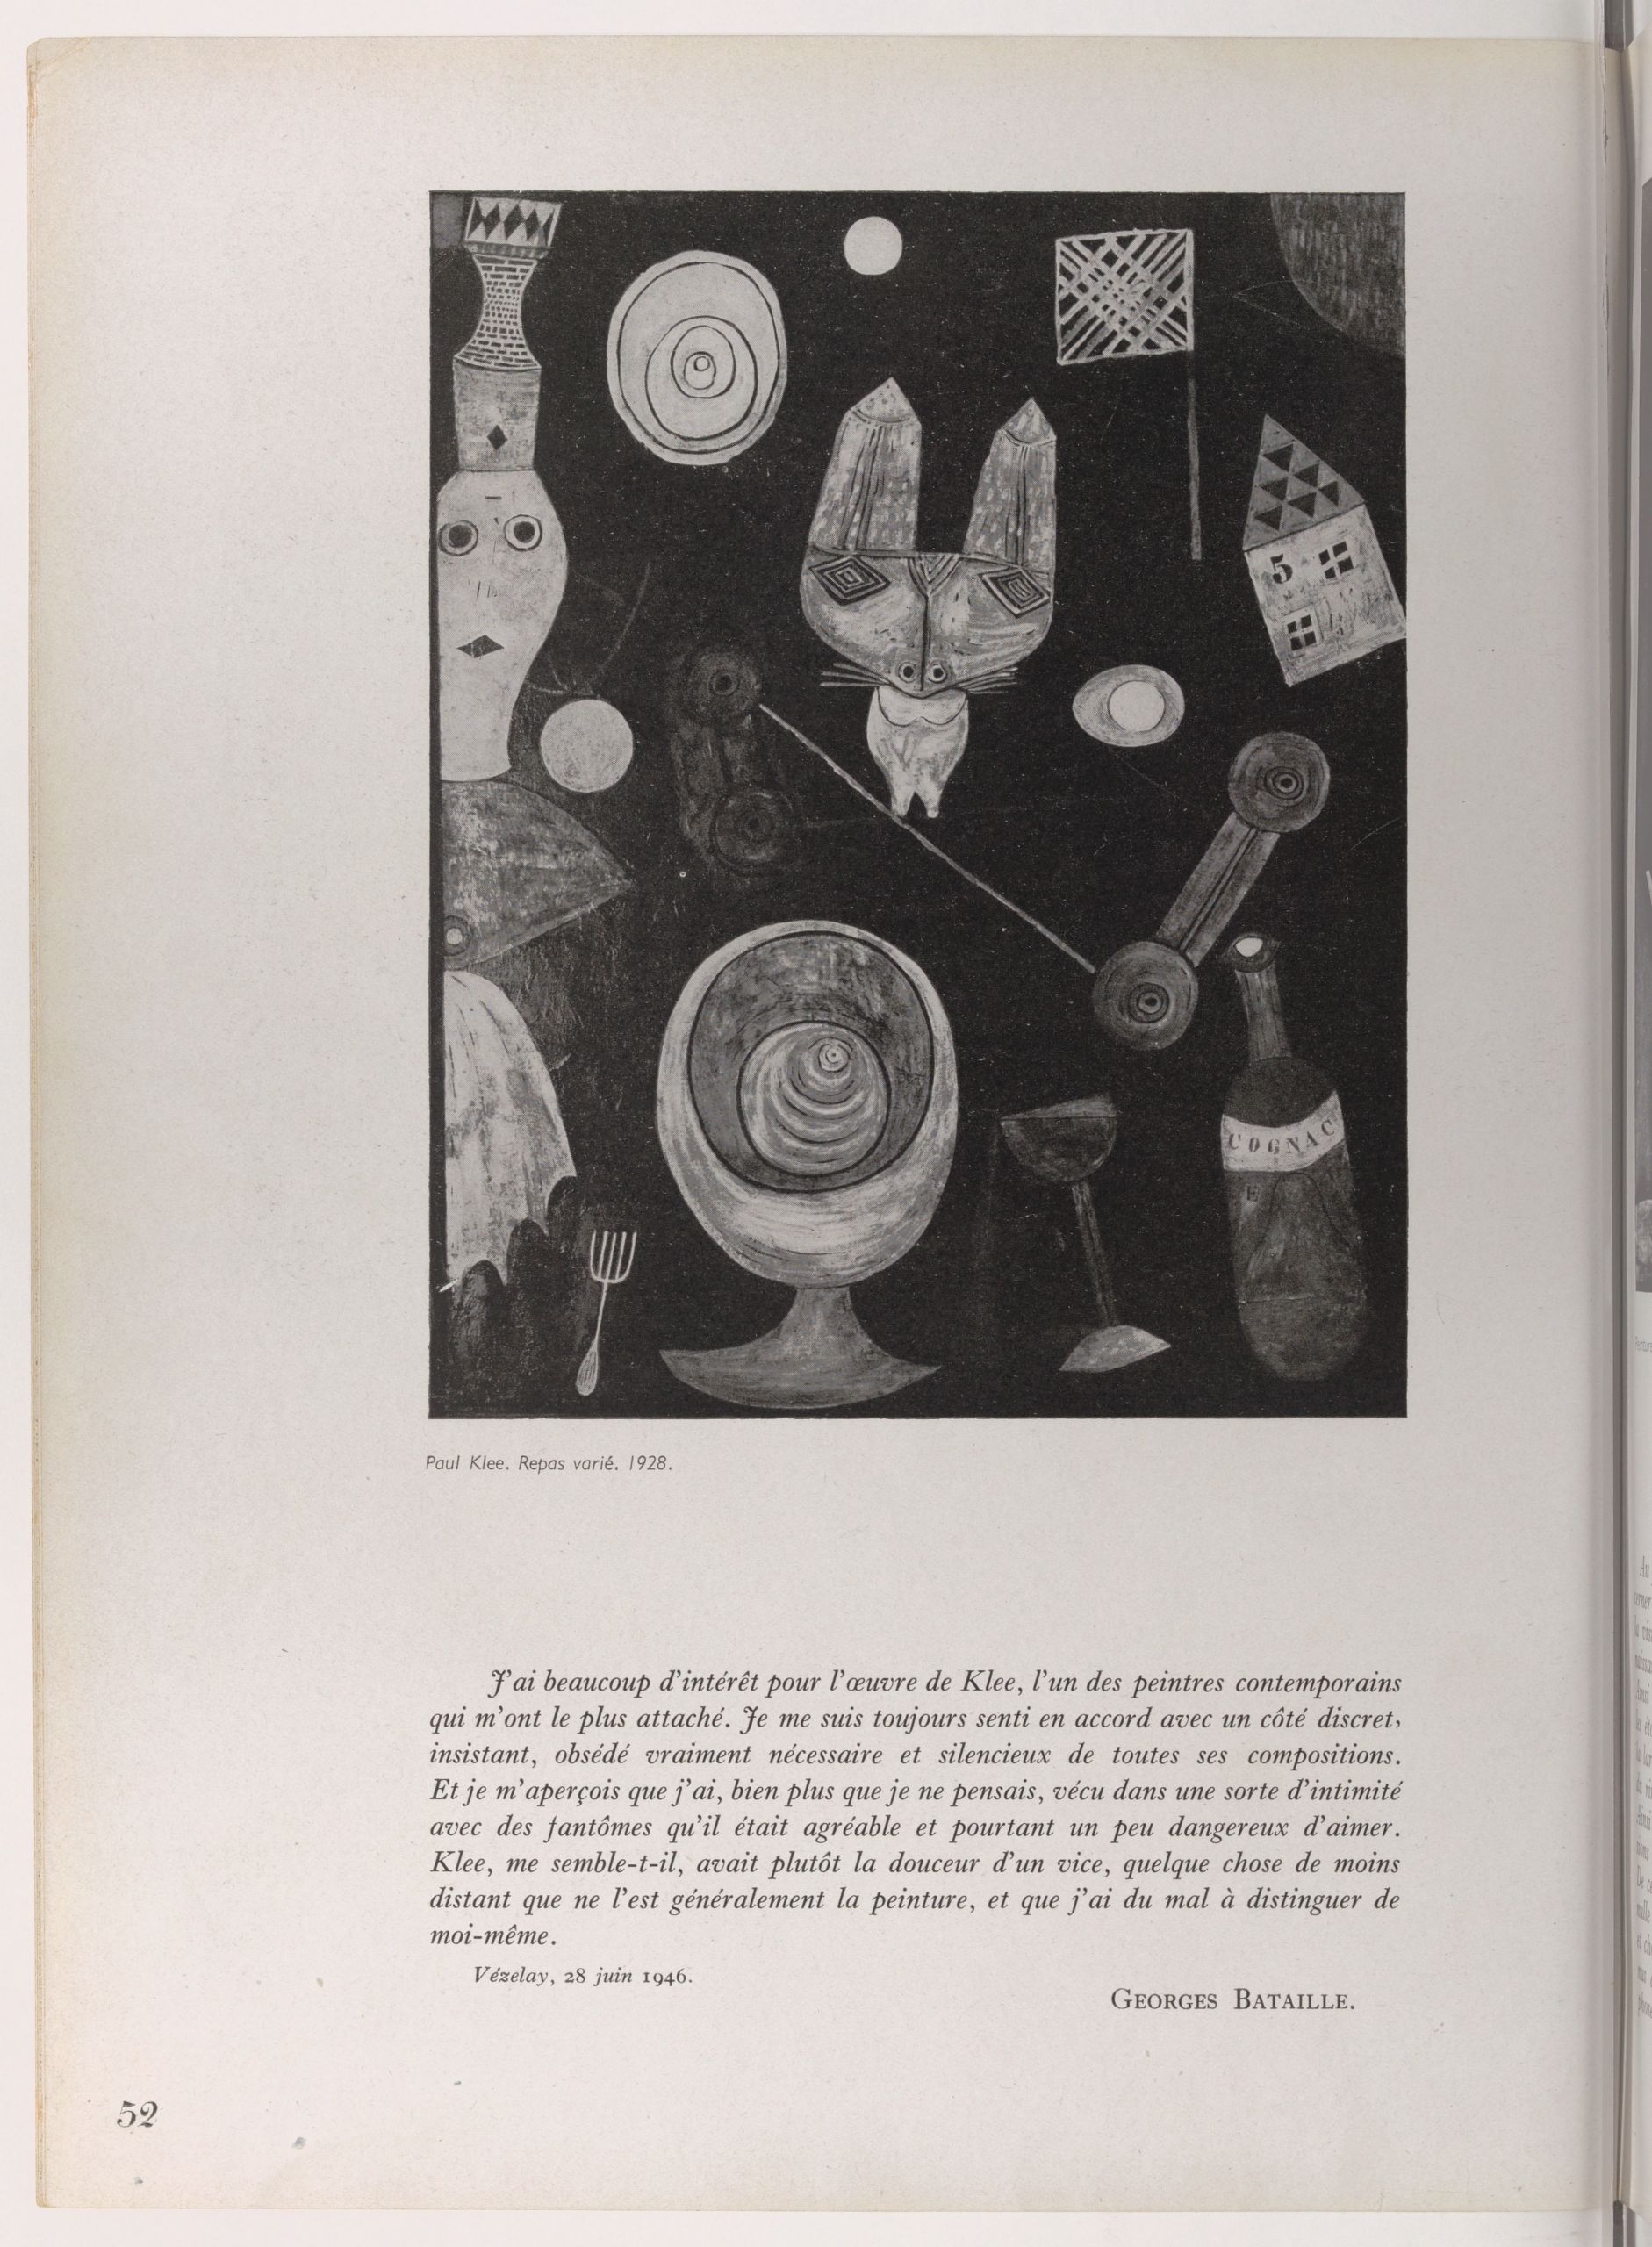 5
COGNAC
E
Paul Klee. Repas varié. 1928.
J'ai beaucoup d'intérêt pour l'œuvre de Klee, l'un des peintres contemporains
qui m'ont le plus attaché. Je me suis toujours senti en accord avec un côté discret,
insistant, obsédé vraiment nécessaire et silencieux de toutes ses compositions.
Et je m'aperçois que j'ai, bien plus que je ne pensais, vécu dans une sorte d'intimité
avec des fantômes qu'il était agréable et pourtant un peu dangereux d'aimer.
Klee, me semble-t-il, avait plutôt la douceur d'un vice, quelque chose de moins
distant que ne l'est généralement la peinture, et que j'ai du mal à distinguer de
moi-même.
Vézelay, 28 juin 1946.
GEORGES BATAILLE.
52